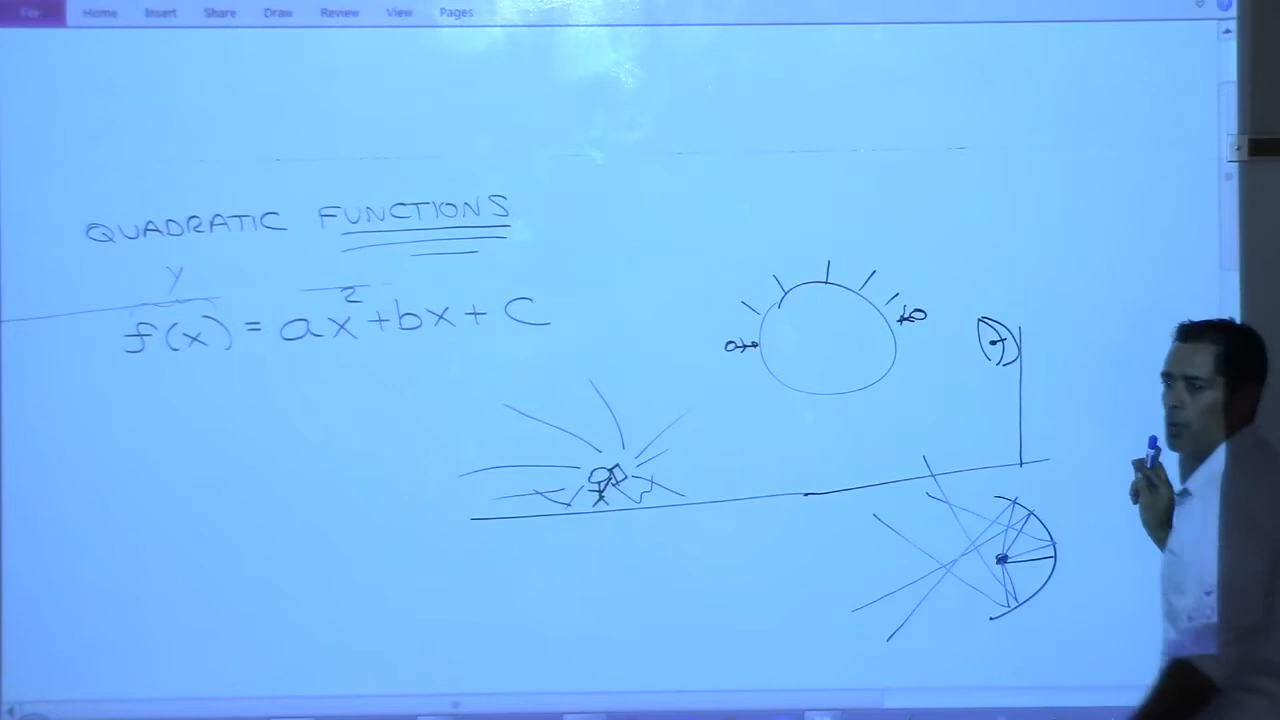 File Home Insert Share Draw Review View Pages
QUADRATIC FUNCTIONS
y
f(x) = ax²+bx+c